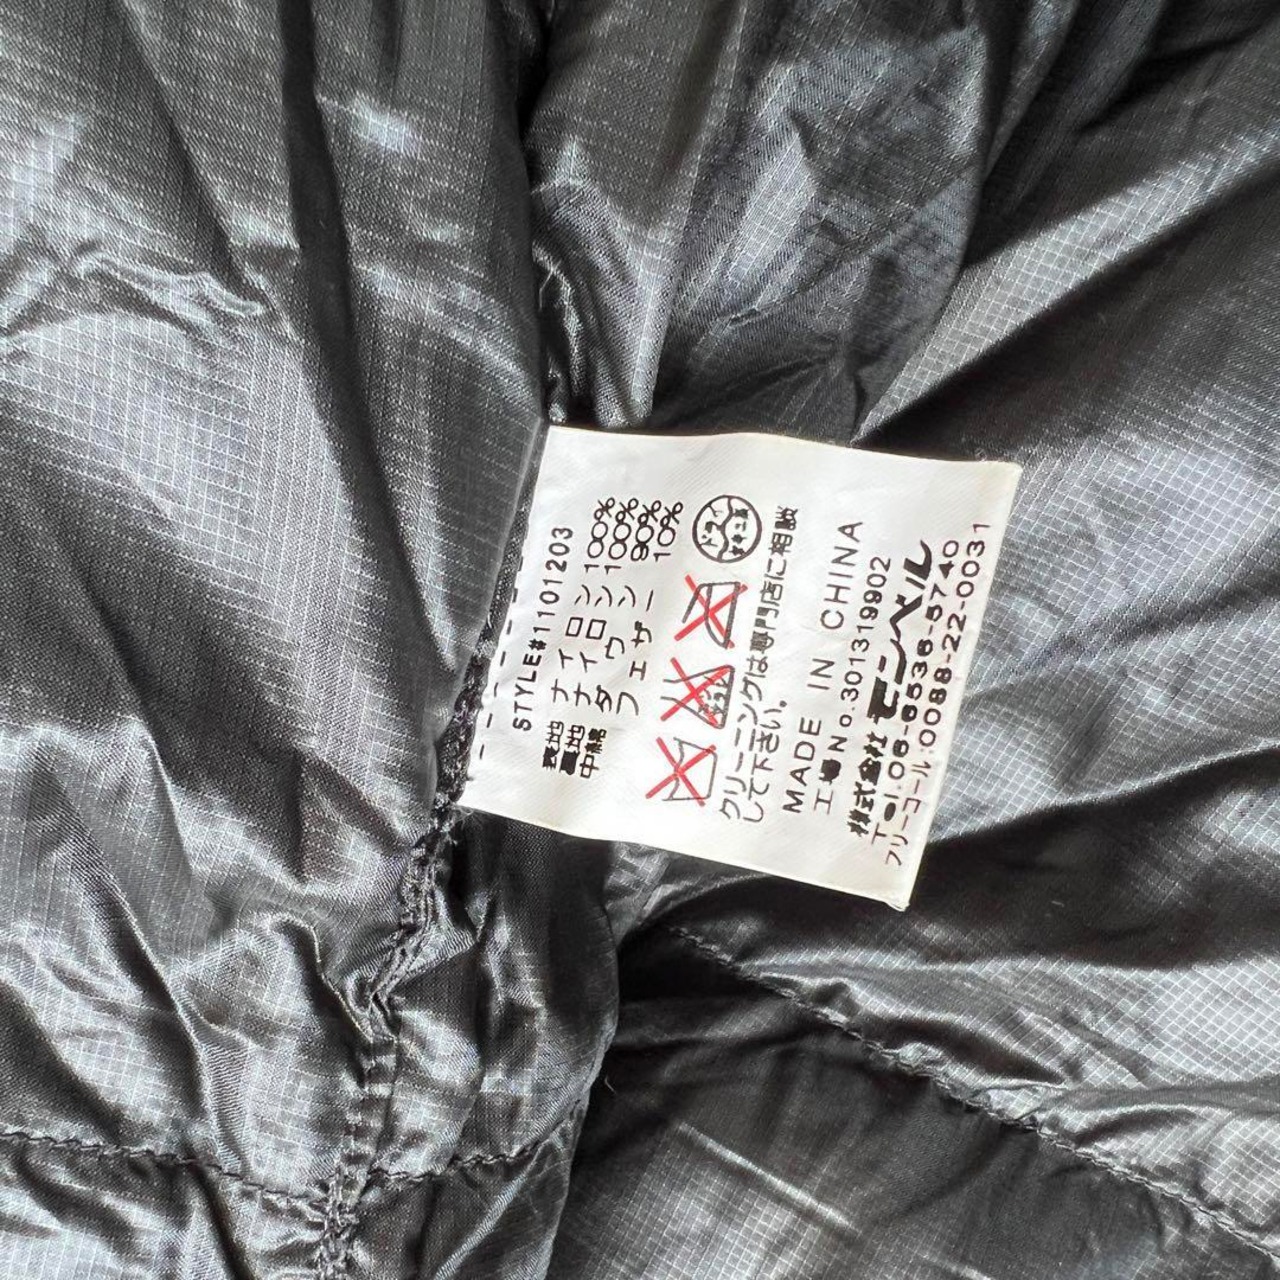 STYLE#1101203
表地 ナイロン 100%
裏地 ナイロン 100%
中綿 ダウン 90%
フェザー 10%
ドライ
クリーニングは専門店に相談
して下さい。
MADE IN CHINA
工場No.301319902
株式会社モンベル
Tel.06-6536-5740
フリーコール:0088-22-0031